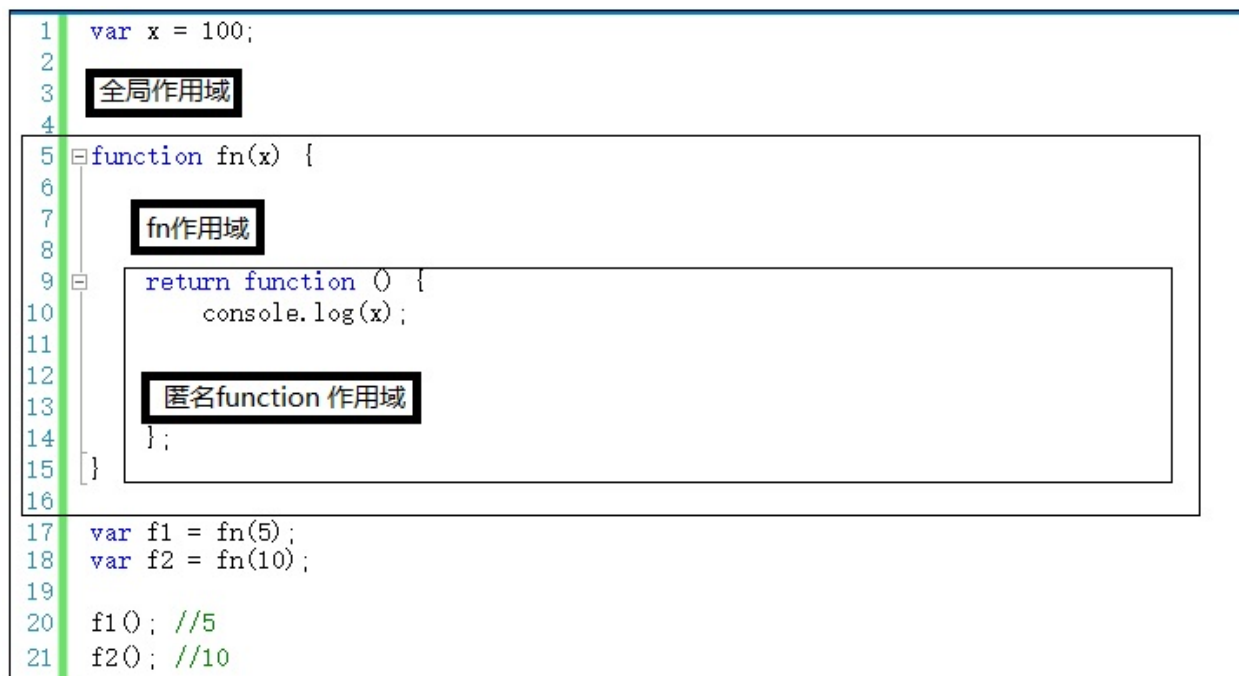 1 var x = 100;
2
3 全局作用域
4
5 function fn(x) {
6
7 fn作用域
8
9 return function () {
10 console.log(x);
11
12
13 匿名function 作用域
14 };
15 }
16
17 var f1 = fn(5);
18 var f2 = fn(10);
19
20 f1(); //5
21 f2(); //10